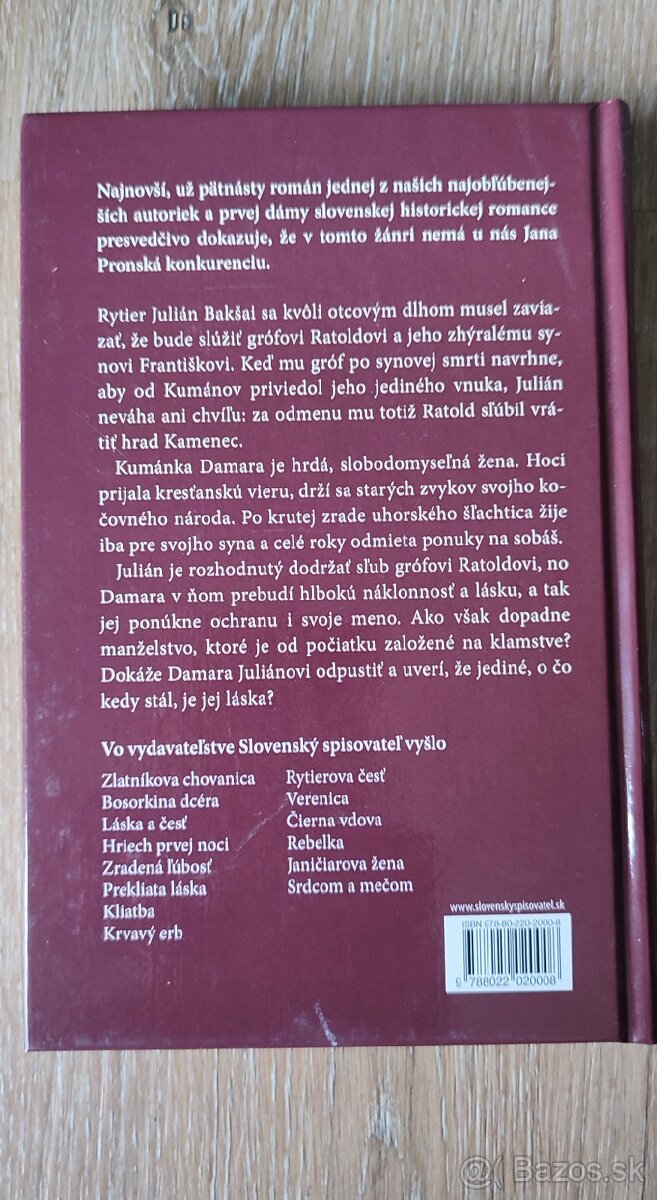 Najnovší, už pätnásty román jednej z našich najobľúbenej-
ších autoriek a prvej dámy slovenskej historickej romance
presvedčivo dokazuje, že v tomto žánri nemá u nás Jana
Pronská konkurenciu.
Rytier Julián Bakšai sa kvôli otcovým dlhom musel zavia-
zať, že bude slúžiť grófovi Ratoldovi a jeho zhýralému sy-
novi Františkovi. Keď mu gróf po synovej smrti navrhne,
aby od Kumánov priviedol jeho jediného vnuka, Julián
neváha ani chvíľu: za odmenu mu totiž Ratold sľúbil vrá-
tiť hrad Kamenec.
Kumánka Damara je hrdá, slobodomyseľná žena. Hoci
prijala kresťanskú vieru, drží sa starých zvykov svojho ko-
čovného národa. Po krutej zrade uhorského šľachtica žije
iba pre svojho syna a celé roky odmieta ponuky na sobáš.
Julián je rozhodnutý dodržať sľub grófovi Ratoldovi, no
Damara v ňom prebudí hlbokú náklonnosť a lásku, a tak
jej ponúkne ochranu i svoje meno. Ako však dopadne
manželstvo, ktoré je od počiatku založené na klamstve?
Dokáže Damara Juliánovi odpustiť a uverí, že jediné, o čo
kedy stál, je jej láska?
Vo vydavateľstve Slovenský spisovateľ vyšlo
Zlatníkova chovanica
Bosorkina dcéra
Láska a česť
Hriech prvej noci
Zradená ľúbosť
Prekliata láska
Kliatba
Krvavý erb
Rytierova česť
Verenica
Čierna vdova
Rebelka
Janičiarova žena
Srdcom a mečom
www.slovenskyspisovatel.sk
ISBN 978-80-220-2000-8
9 788022 020008
Bazos.sk